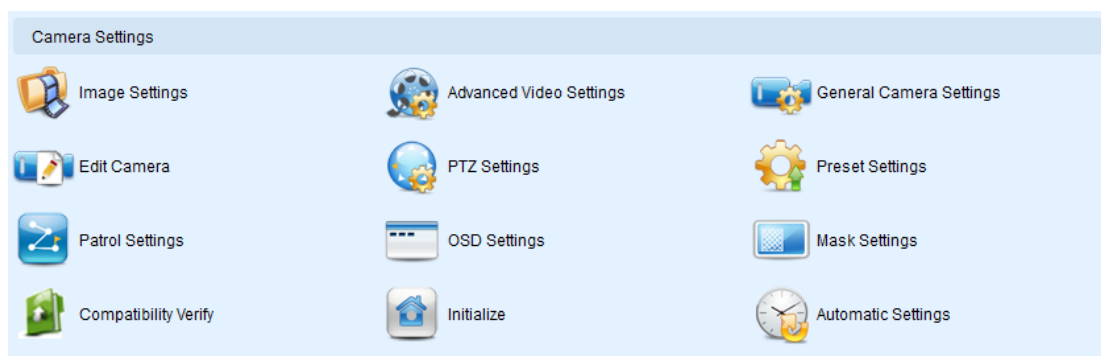 Camera Settings
Image Settings
Advanced Video Settings
General Camera Settings
Edit Camera
PTZ Settings
Preset Settings
Patrol Settings
OSD Settings
Mask Settings
Compatibility Verify
Initialize
Automatic Settings